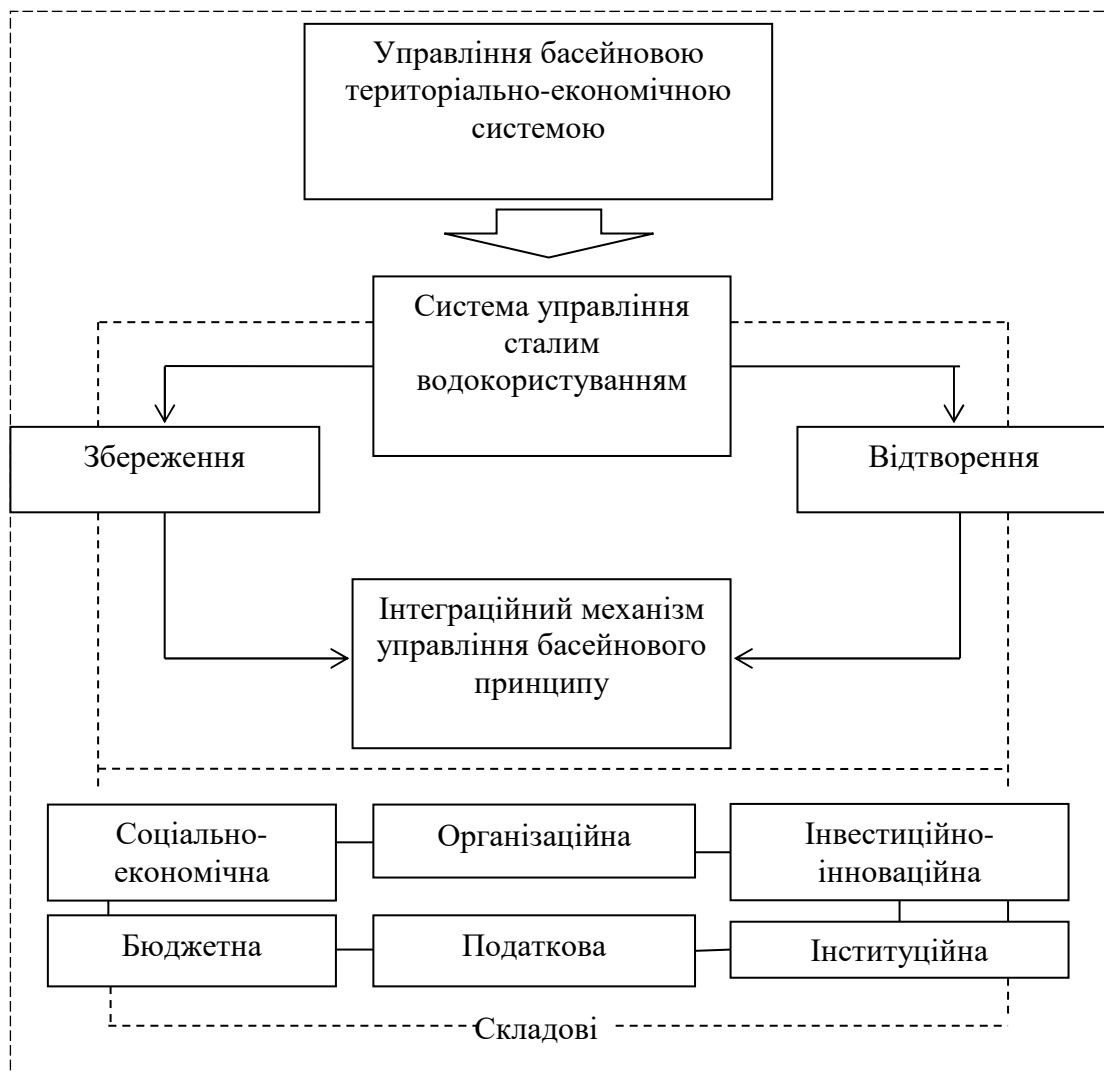 Управління басейновою
територіально-економічною
системою
Система управління
сталим
водокористуванням
Збереження
Відтворення
Інтеграційний механізм
управління басейнового
принципу
Соціально-
економічна
Організаційна
Інвестиційно-
інноваційна
Бюджетна
Податкова
Інституційна
Складові